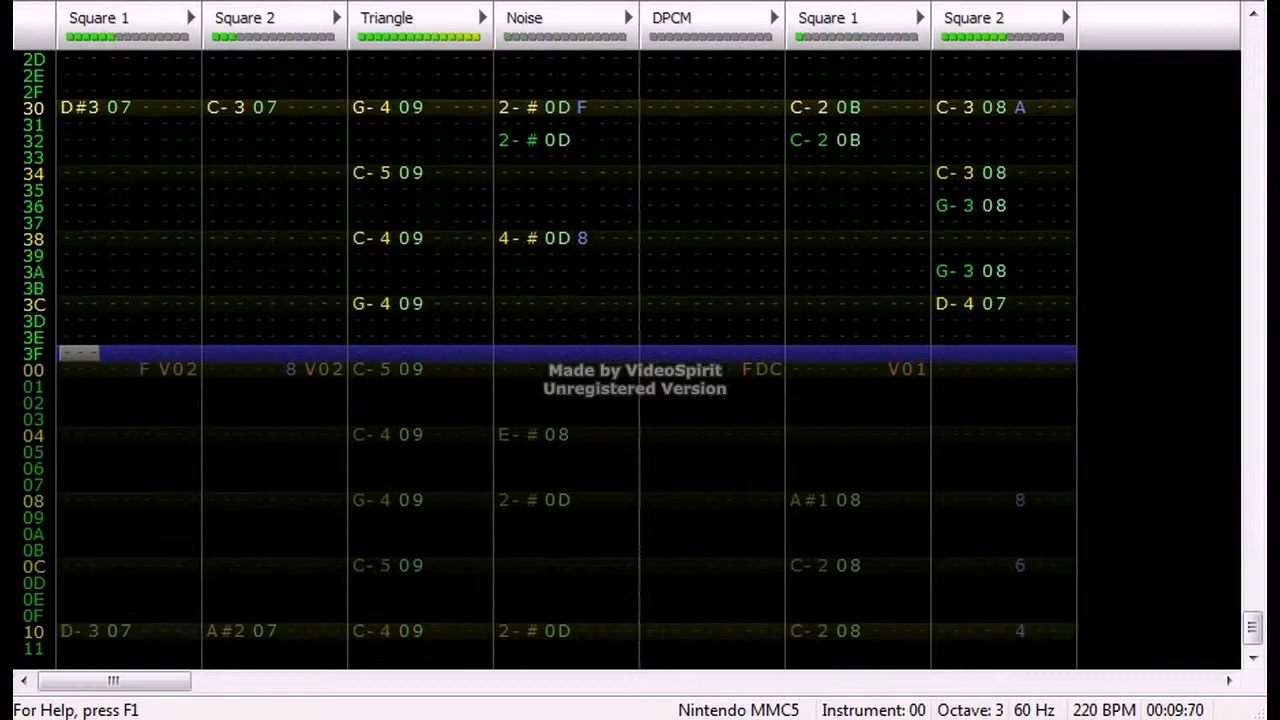 Square 1 Square 2 Triangle Noise DPCM Square 1 Square 2
2D
2E
2F
30 D#3 07 C- 3 07 G- 4 09 2- # 0D F C- 2 0B C- 3 08 A
31
32 2- # 0D C- 2 0B
33
34 C- 5 09 C- 3 08
35
36 G- 3 08
37
38 C- 4 09 4- # 0D 8
39
3A G- 3 08
3B
3C G- 4 09 D- 4 07
3D
3E
3F - - -
00 F V02 8 V02 C- 5 09 FDC V01
Made by VideoSpirit
Unregistered Version
01
02
03
04 C- 4 09 E- # 08
05
06
07
08 G- 4 09 2- # 0D A#1 08 8
09
0A
0B
0C C- 5 09 C- 2 08 6
0D
0E
0F
10 D- 3 07 A#2 07 C- 4 09 2- # 0D C- 2 08 4
11
For Help, press F1 Nintendo MMC5 Instrument: 00 Octave: 3 60 Hz 220 BPM 00:09:70